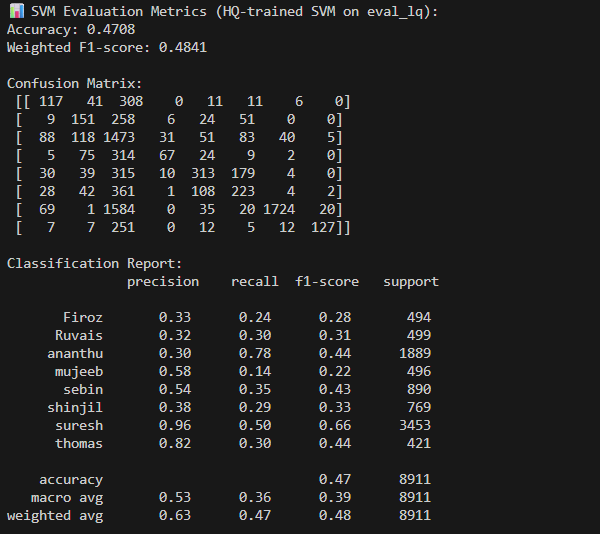 📊 SVM Evaluation Metrics (HQ-trained SVM on eval_lq):
Accuracy: 0.4708
Weighted F1-score: 0.4841
Confusion Matrix:
[[ 117 41 308 0 11 11 6 0]
[ 9 151 258 6 24 51 0 0]
[ 88 118 1473 31 51 83 40 5]
[ 5 75 314 67 24 9 2 0]
[ 30 39 315 10 313 179 4 0]
[ 28 42 361 1 108 223 4 2]
[ 69 1 1584 0 35 20 1724 20]
[ 7 7 251 0 12 5 12 127]]
Classification Report:
precision recall f1-score support
Firoz 0.33 0.24 0.28 494
Ruvais 0.32 0.30 0.31 499
ananthu 0.30 0.78 0.44 1889
mujeeb 0.58 0.14 0.22 496
sebin 0.54 0.35 0.43 890
shinjil 0.38 0.29 0.33 769
suresh 0.96 0.50 0.66 3453
thomas 0.82 0.30 0.44 421
accuracy 0.47 8911
macro avg 0.53 0.36 0.39 8911
weighted avg 0.63 0.47 0.48 8911